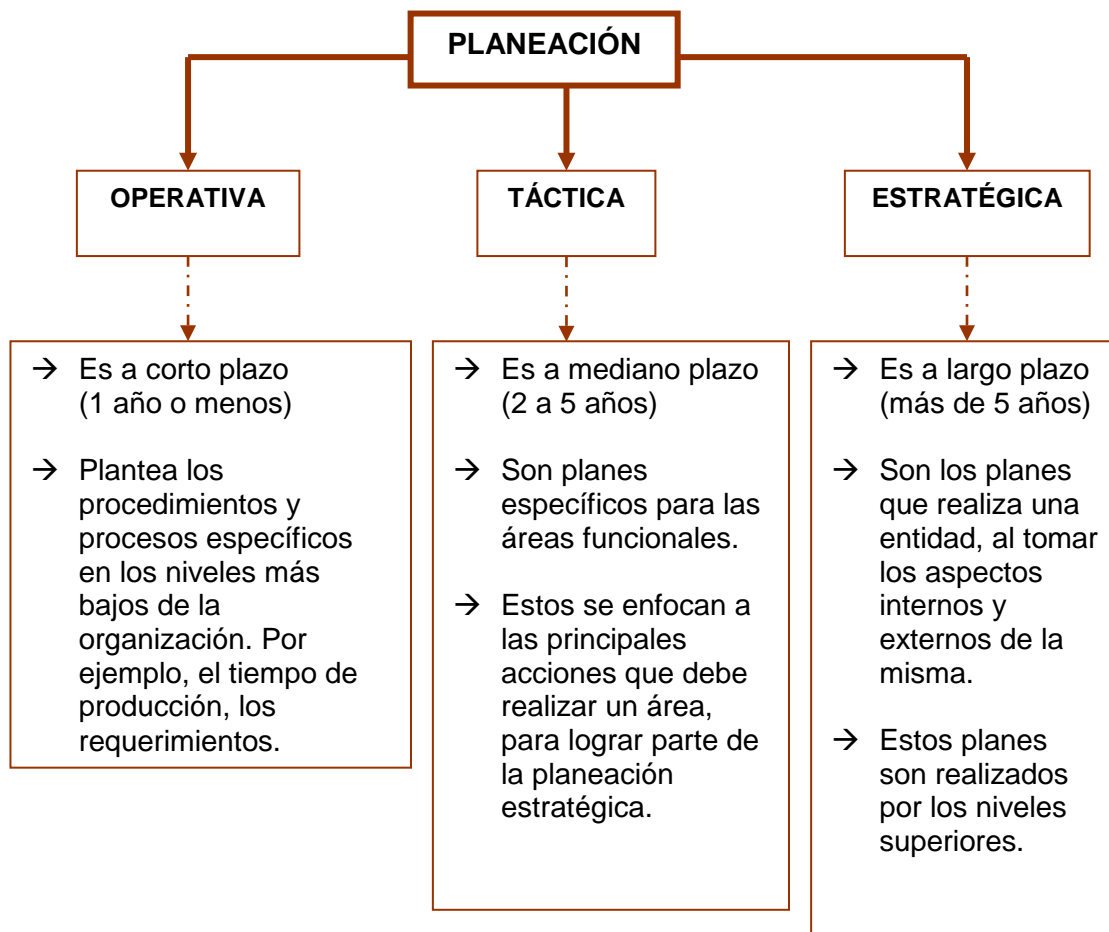 PLANEACIÓN
OPERATIVA
TÁCTICA
ESTRATÉGICA
→ Es a corto plazo
(1 año o menos)
→ Plantea los
procedimientos y
procesos específicos
en los niveles más
bajos de la
organización. Por
ejemplo, el tiempo de
producción, los
requerimientos.
→ Es a mediano plazo
(2 a 5 años)
→ Son planes
específicos para las
áreas funcionales.
→ Estos se enfocan a
las principales
acciones que debe
realizar un área,
para lograr parte de
la planeación
estratégica.
→ Es a largo plazo
(más de 5 años)
→ Son los planes
que realiza una
entidad, al tomar
los aspectos
internos y
externos de la
misma.
→ Estos planes
son realizados
por los niveles
superiores.